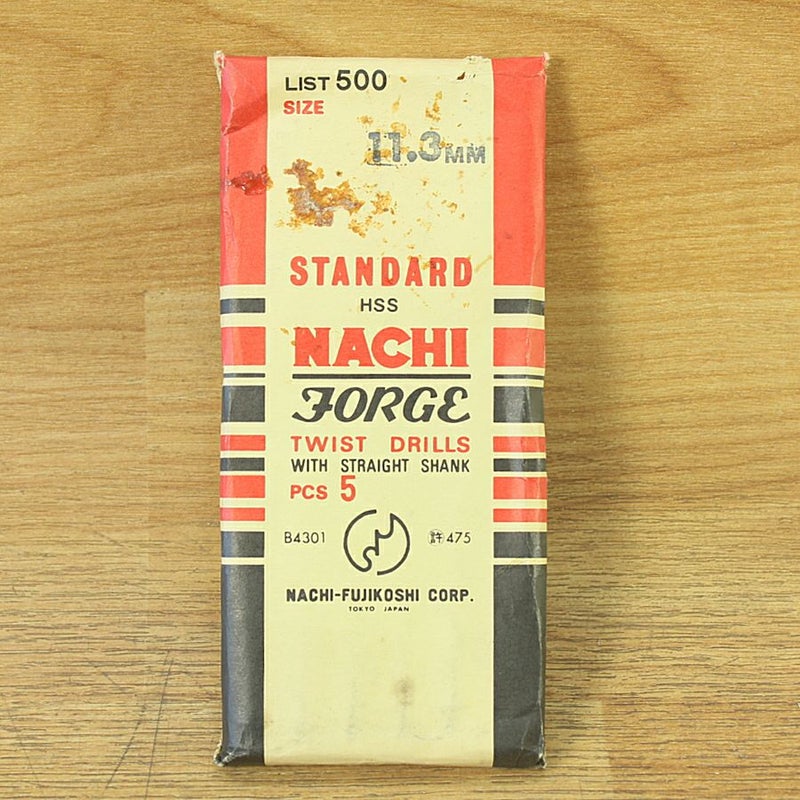 LIST 500
SIZE
11.3MM
STANDARD
HSS
NACHI
FORGE
TWIST DRILLS
WITH STRAIGHT SHANK
PCS 5
B4301 許475
NACHI-FUJIKOSHI CORP.
TOKYO JAPAN